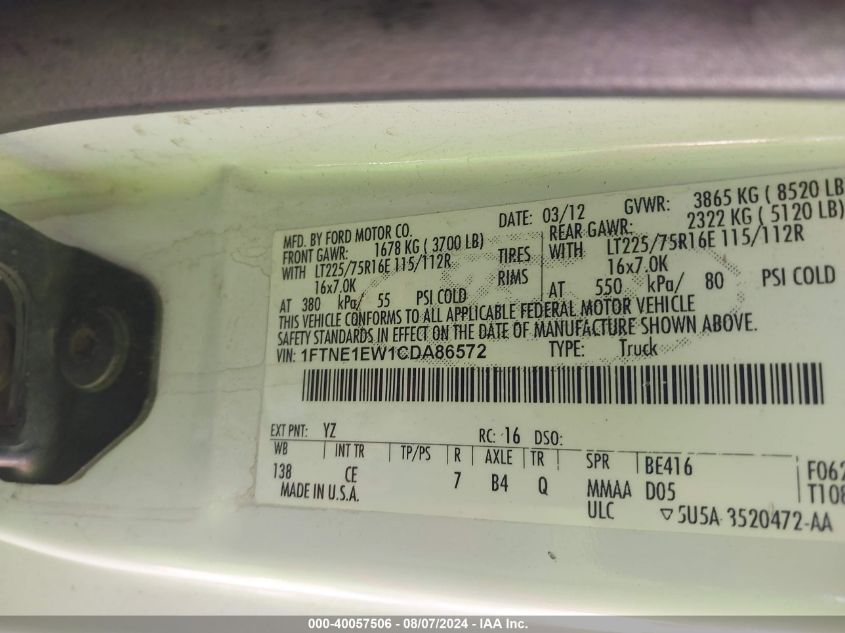 MFD. BY FORD MOTOR CO.
DATE: 03/12 GVWR: 3865 KG ( 8520 LB
FRONT GAWR: 1678 KG ( 3700 LB)
REAR GAWR: 2322 KG ( 5120 LB)
WITH LT225/75R16E 115/112R TIRES
WITH LT225/75R16E 115/112R
16x7.0K RIMS
16x7.0K
AT 380 kPa/ 55 PSI COLD
AT 550 kPa/ 80 PSI COLD
THIS VEHICLE CONFORMS TO ALL APPLICABLE FEDERAL MOTOR VEHICLE
SAFETY STANDARDS IN EFFECT ON THE DATE OF MANUFACTURE SHOWN ABOVE.
VIN: 1FTNE1EW1CDA86572 TYPE: Truck
EXT PNT: YZ RC: 16 DSO:
WB INT TR TP/PS R AXLE TR SPR BE416 F062
138 CE 7 B4 Q MMAA D05 T108
MADE IN U.S.A. ULC ▽5U5A 3520472-AA
000-40057506 - 08/07/2024 - IAA Inc.